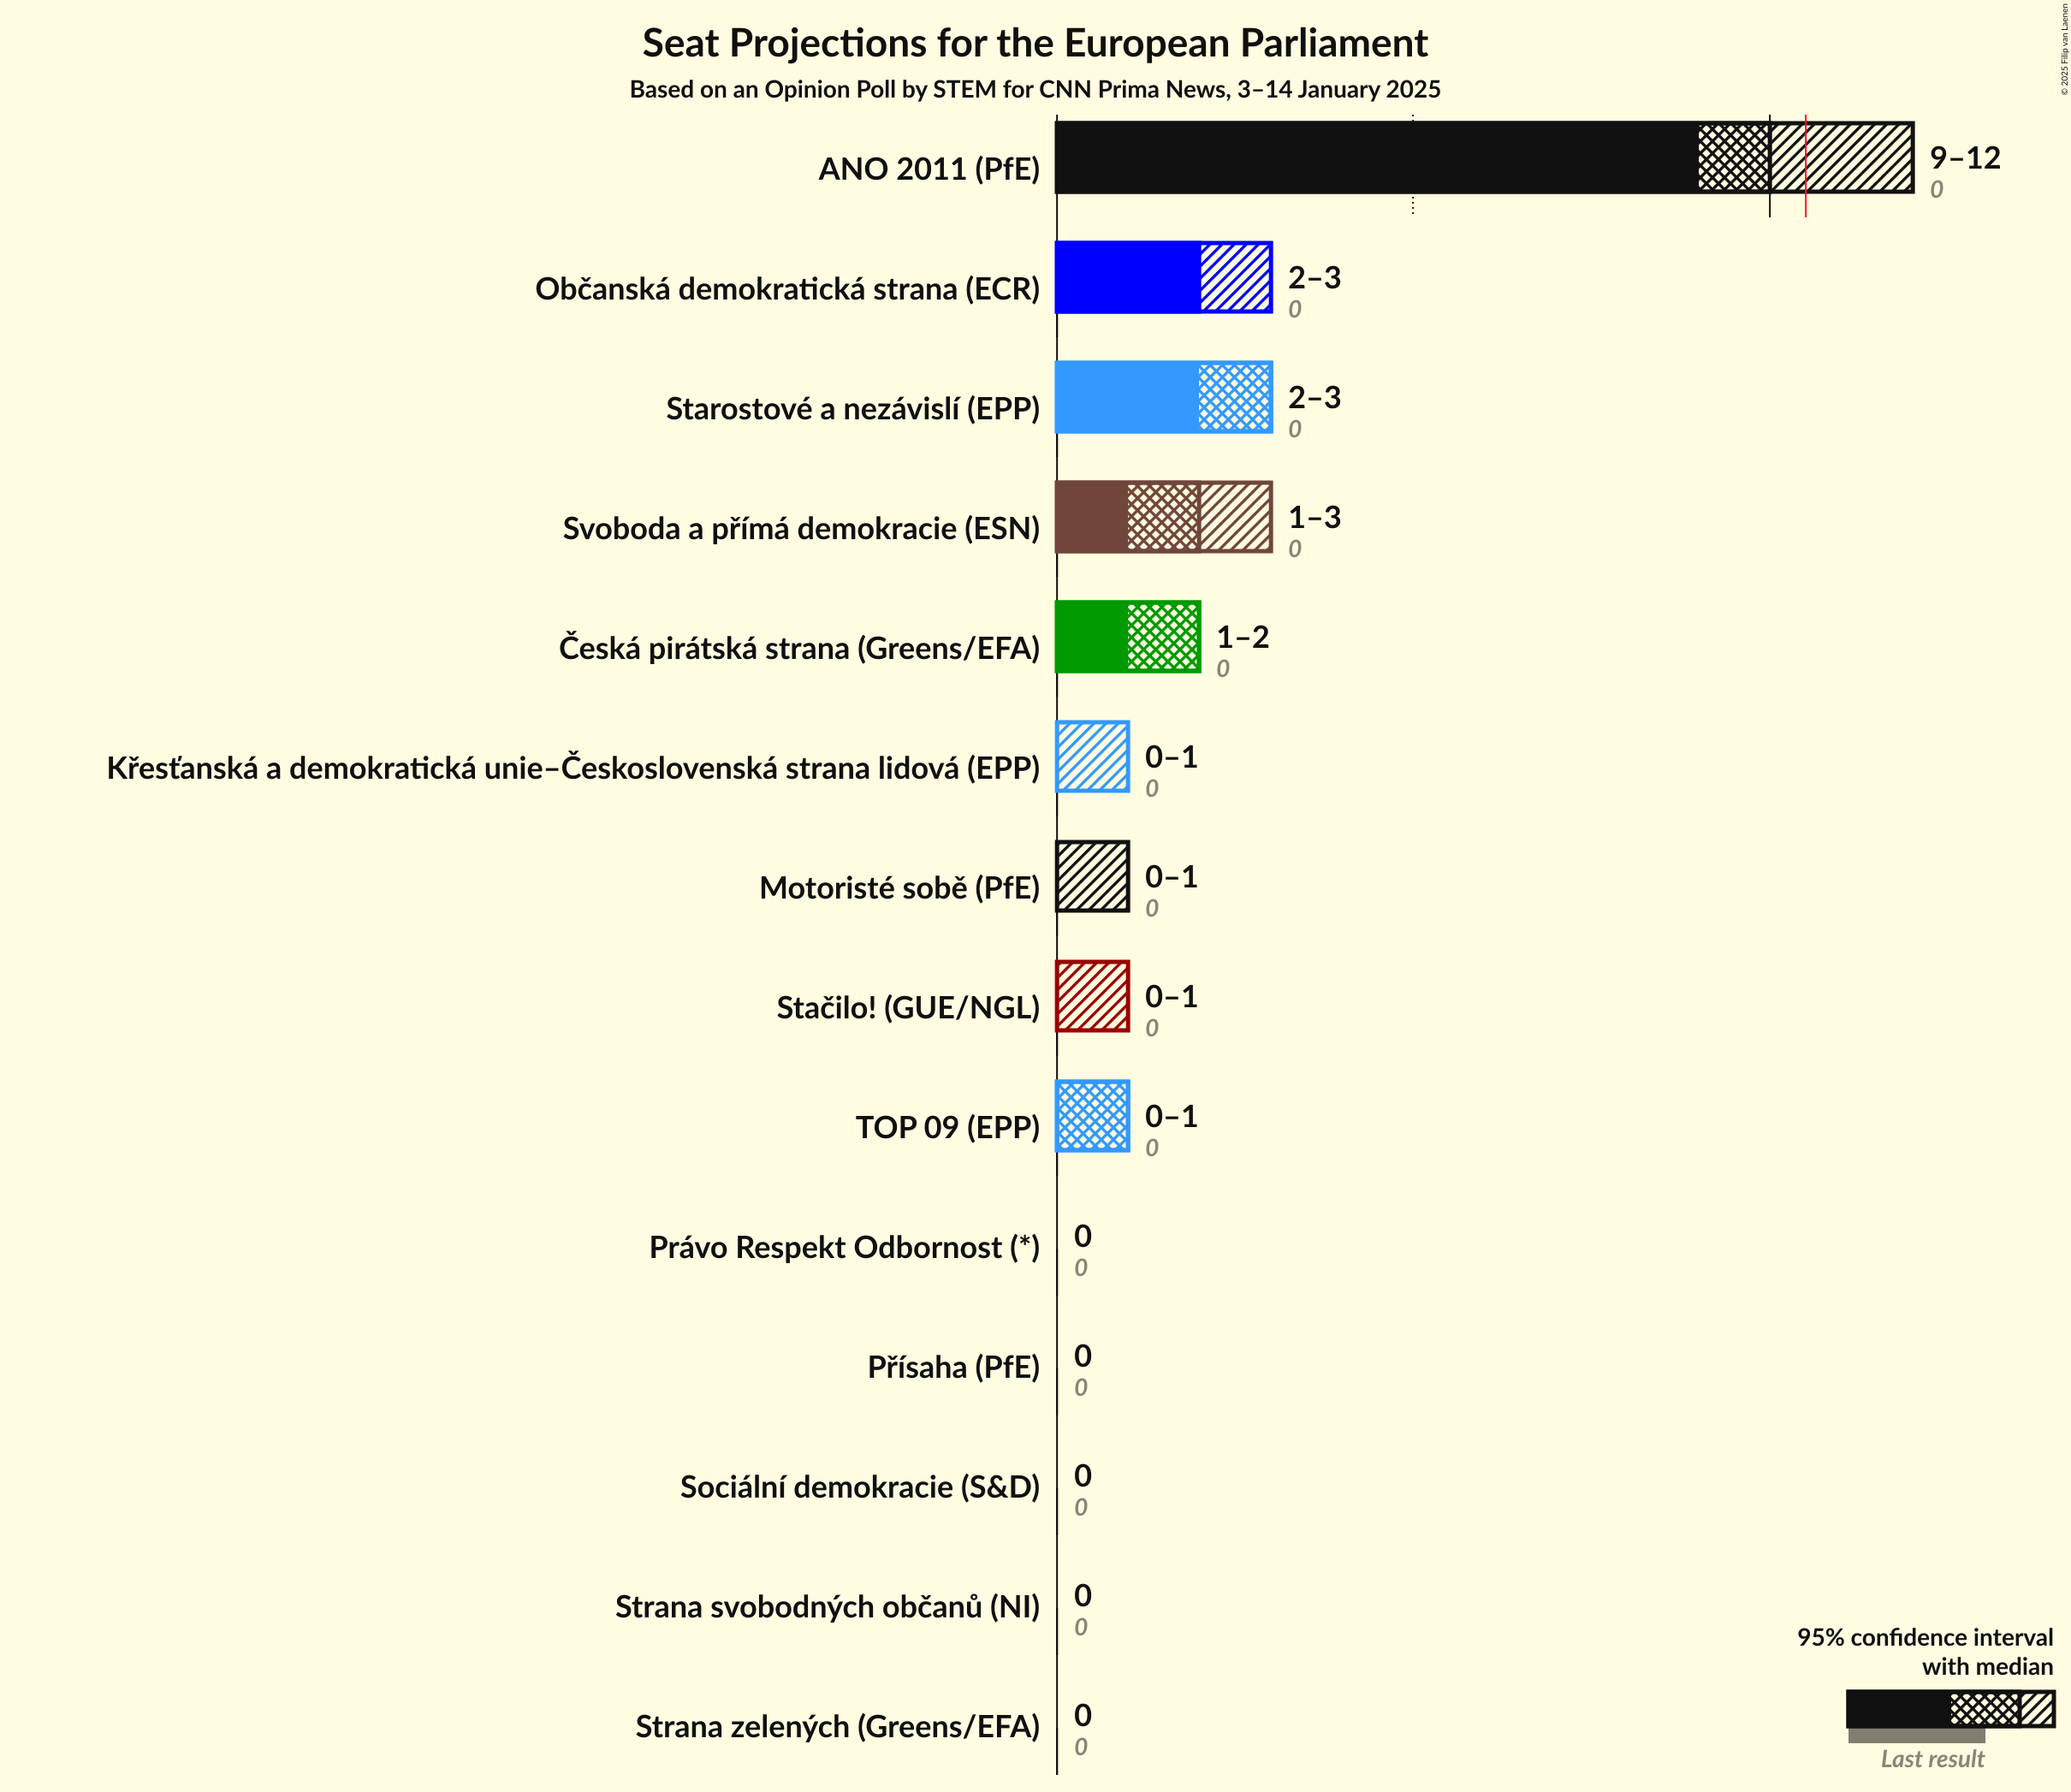 Seat Projections for the European Parliament
Based on an Opinion Poll by STEM for CNN Prima News, 3–14 January 2025
© 2025 Filip van Laenen
ANO 2011 (PfE)
9–12
0
Občanská demokratická strana (ECR)
2–3
0
Starostové a nezávislí (EPP)
2–3
0
Svoboda a přímá demokracie (ESN)
1–3
0
Česká pirátská strana (Greens/EFA)
1–2
0
Křesťanská a demokratická unie–Československá strana lidová (EPP)
0–1
0
Motoristé sobě (PfE)
0–1
0
Stačilo! (GUE/NGL)
0–1
0
TOP 09 (EPP)
0–1
0
Právo Respekt Odbornost (*)
0
0
Přísaha (PfE)
0
0
Sociální demokracie (S&D)
0
0
Strana svobodných občanů (NI)
0
0
Strana zelených (Greens/EFA)
0
0
95% confidence interval
with median
Last result